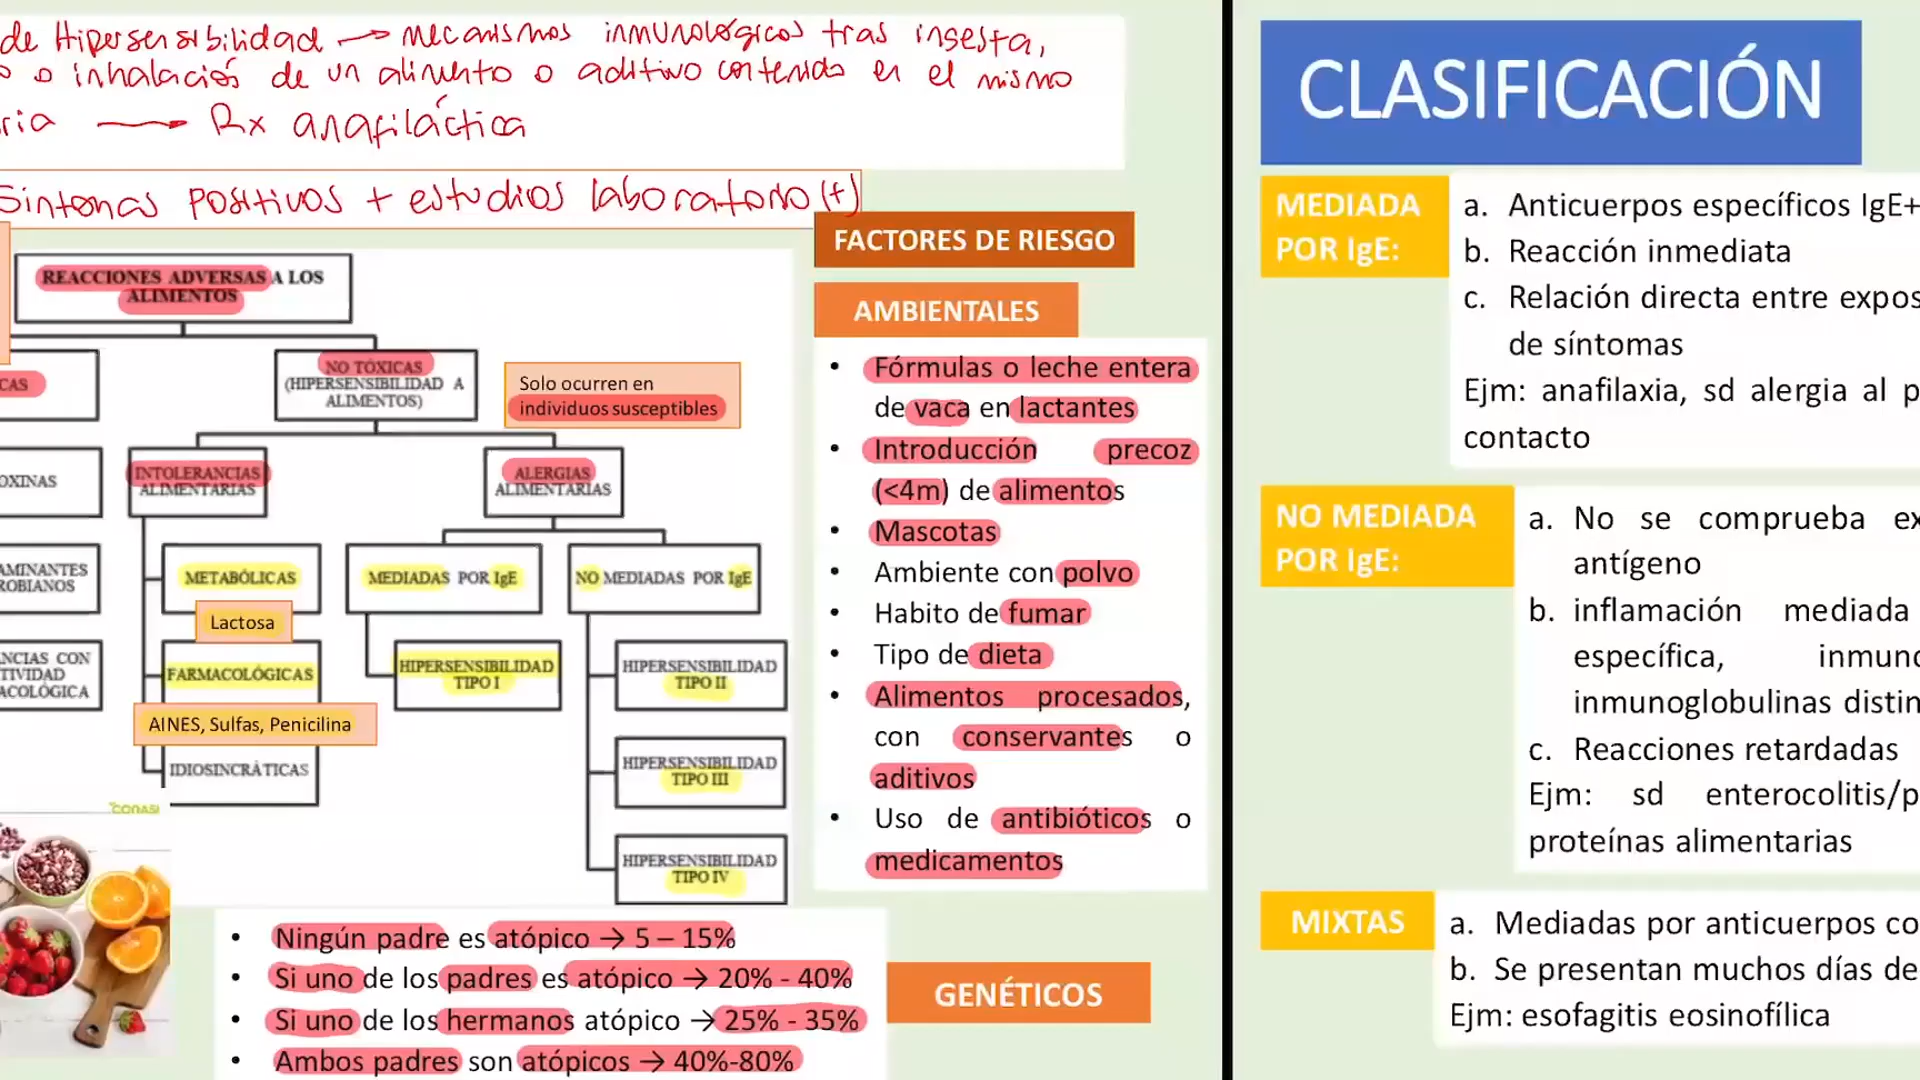 de Hipersensibilidad → mecanismos inmunológicos tras ingesta,
o inhalación de un alimento o aditivo contenido en el mismo
ria → Rx anafiláctica
Síntomas positivos + estudios laboratorio (+)
REACCIONES ADVERSAS A LOS
ALIMENTOS
CAS
NO TÓXICAS
(HIPERSENSIBILIDAD A
ALIMENTOS)
Solo ocurren en
individuos susceptibles
OXINAS
INTOLERANCIAS
ALIMENTARIAS
ALERGIAS
ALIMENTARIAS
AMINANTES
ROBIANOS
METABÓLICAS
MEDIADAS POR IgE
NO MEDIADAS POR IgE
Lactosa
NCIAS CON
TIVIDAD
ACOLÓGICA
FARMACOLÓGICAS
HIPERSENSIBILIDAD
TIPO I
HIPERSENSIBILIDAD
TIPO II
AINES, Sulfas, Penicilina
IDIOSINCRÁTICAS
HIPERSENSIBILIDAD
TIPO III
HIPERSENSIBILIDAD
TIPO IV
conasi
FACTORES DE RIESGO
AMBIENTALES
• Fórmulas o leche entera
de vaca en lactantes
• Introducción precoz
(<4m) de alimentos
• Mascotas
• Ambiente con polvo
• Habito de fumar
• Tipo de dieta
• Alimentos procesados,
con conservantes o
aditivos
• Uso de antibióticos o
medicamentos
• Ningún padre es atópico → 5 – 15%
• Si uno de los padres es atópico → 20% - 40%
• Si uno de los hermanos atópico → 25% - 35%
• Ambos padres son atópicos → 40%-80%
GENÉTICOS
CLASIFICACIÓN
MEDIADA
POR IgE:
a. Anticuerpos específicos IgE+
b. Reacción inmediata
c. Relación directa entre expos
de síntomas
Ejm: anafilaxia, sd alergia al p
contacto
NO MEDIADA
POR IgE:
a. No se comprueba ex
antígeno
b. inflamación mediada
específica, inmuno
inmunoglobulinas distin
c. Reacciones retardadas
Ejm: sd enterocolitis/p
proteínas alimentarias
MIXTAS
a. Mediadas por anticuerpos co
b. Se presentan muchos días de
Ejm: esofagitis eosinofílica